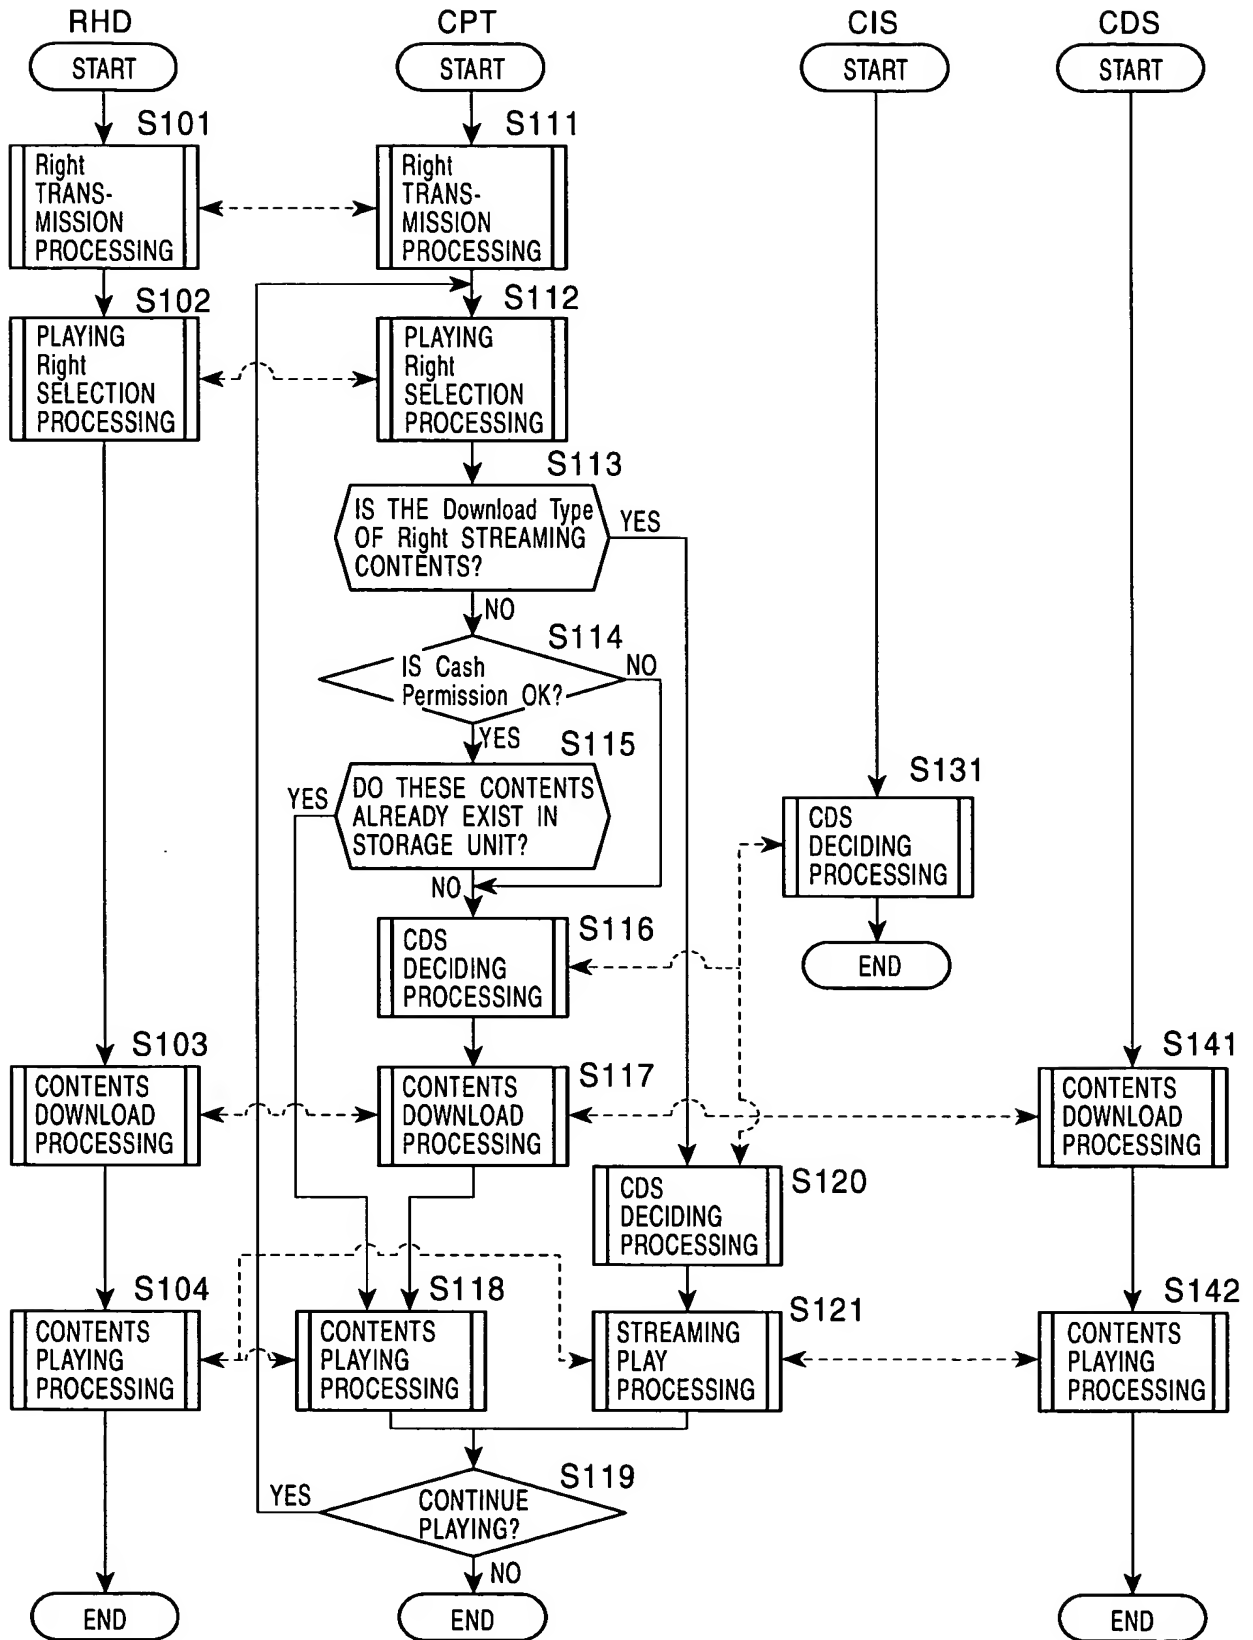 RHD
CPT
CIS
CDS
START
START
START
START
S101
S111
Right
TRANS-
MISSION
PROCESSING
Right
TRANS-
MISSION
PROCESSING
S102
S112
PLAYING
Right
SELECTION
PROCESSING
PLAYING
Right
SELECTION
PROCESSING
S113
IS THE Download Type
OF Right STREAMING
CONTENTS?
YES
NO
S114
IS Cash
Permission OK?
NO
YES
S115
DO THESE CONTENTS
ALREADY EXIST IN
STORAGE UNIT?
YES
NO
S131
CDS
DECIDING
PROCESSING
END
S116
CDS
DECIDING
PROCESSING
S103
CONTENTS
DOWNLOAD
PROCESSING
S117
CONTENTS
DOWNLOAD
PROCESSING
S141
CONTENTS
DOWNLOAD
PROCESSING
S120
CDS
DECIDING
PROCESSING
S104
CONTENTS
PLAYING
PROCESSING
S118
CONTENTS
PLAYING
PROCESSING
S121
STREAMING
PLAY
PROCESSING
S142
CONTENTS
PLAYING
PROCESSING
S119
CONTINUE
PLAYING?
YES
NO
END
END
END